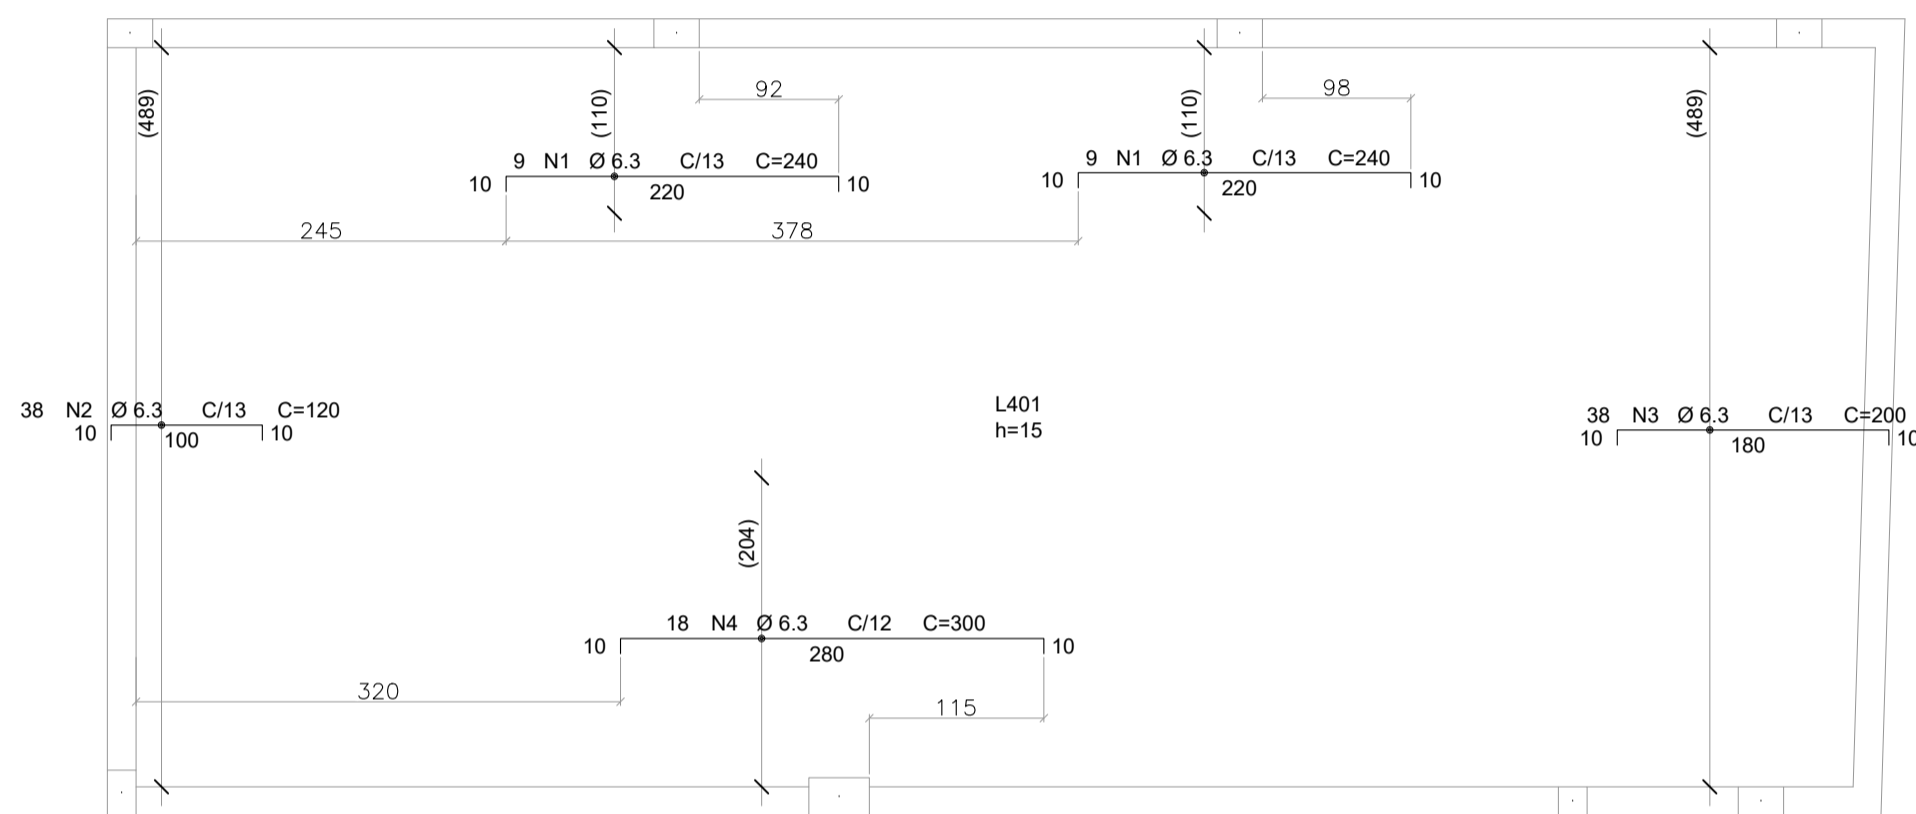 92
98
(489)
(110)
(110)
(489)
9 N1 Ø 6.3 C/13 C=240
10 220 10
9 N1 Ø 6.3 C/13 C=240
10 220 10
245
378
38 N2 Ø 6.3 C/13 C=120
10 100 10
L401
h=15
38 N3 Ø 6.3 C/13 C=200
10 180 10
(204)
18 N4 Ø 6.3 C/12 C=300
10 280 10
320
115